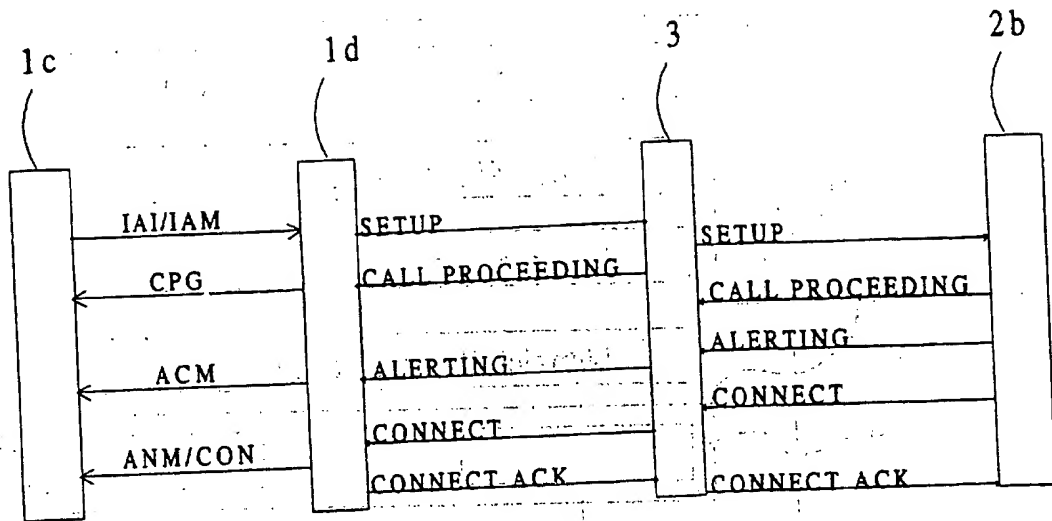 1c
1d
3
2b
IAI/IAM
SETUP
SETUP
CPG
CALL PROCEEDING
CALL PROCEEDING
ALERTING
ACM
ALERTING
CONNECT
ANM/CON
CONNECT
CONNECT ACK
CONNECT ACK